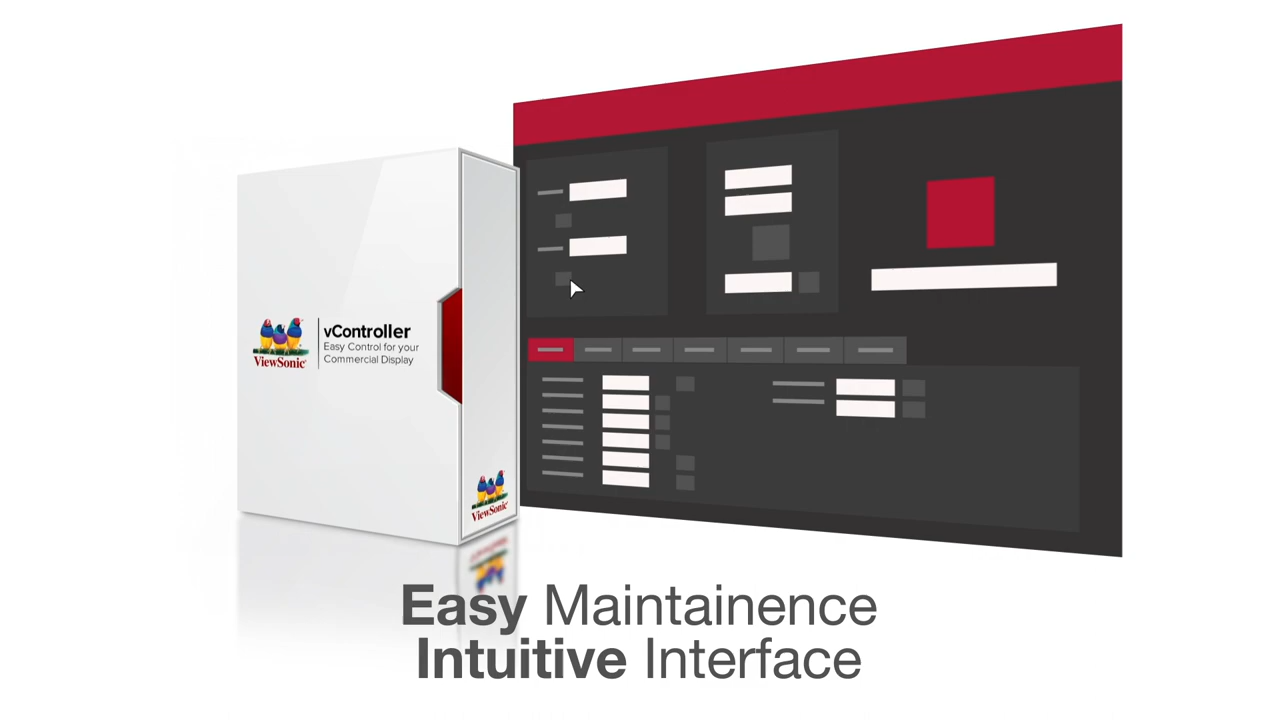 vController
Easy Control for your
Commercial Display
ViewSonic
ViewSonic
Easy Maintainence
Intuitive Interface